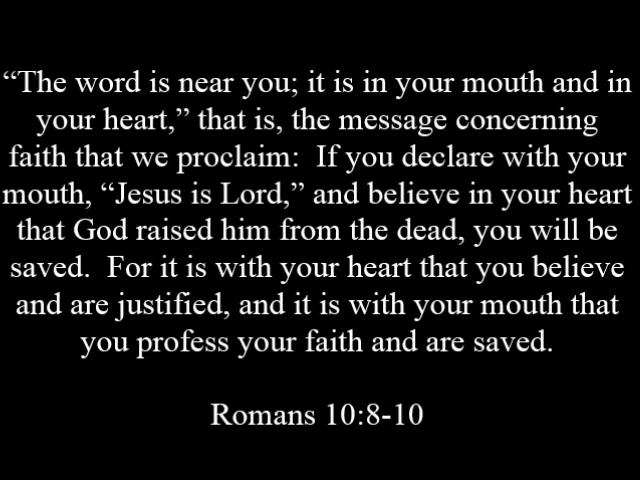 “The word is near you; it is in your mouth and in
your heart,” that is, the message concerning
faith that we proclaim:  If you declare with your
mouth, “Jesus is Lord,” and believe in your heart
that God raised him from the dead, you will be
saved.  For it is with your heart that you believe
and are justified, and it is with your mouth that
you profess your faith and are saved.
Romans 10:8-10